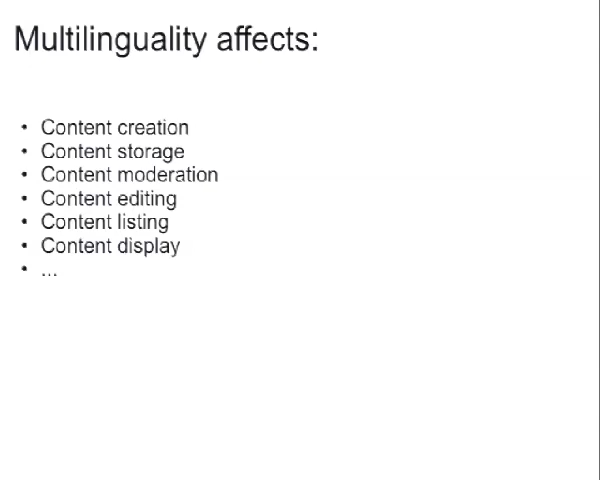 Multilinguality affects:
• Content creation
• Content storage
• Content moderation
• Content editing
• Content listing
• Content display
• ...